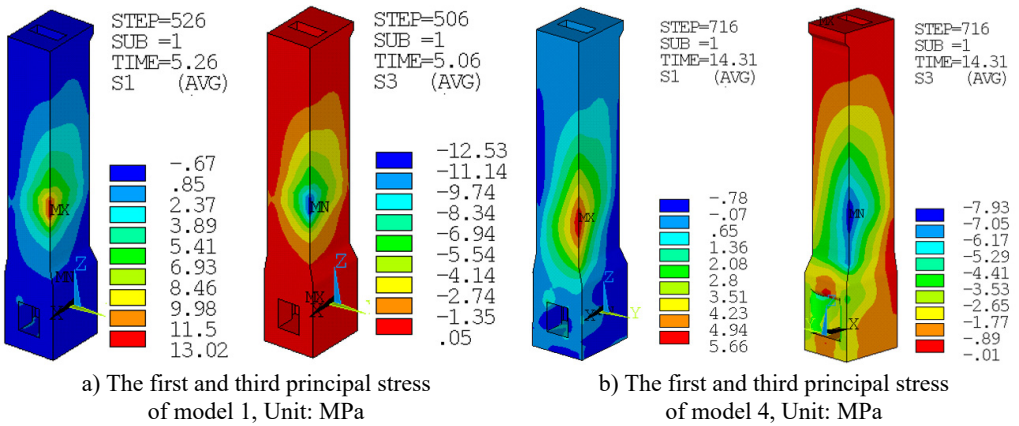 STEP=526
SUB =1
TIME=5.26
S1 (AVG)
MX
MN
Z
X
-.67
.85
2.37
3.89
5.41
6.93
8.46
9.98
11.5
13.02
STEP=506
SUB =1
TIME=5.06
S3 (AVG)
MN
MX
Z
X
-12.53
-11.14
-9.74
-8.34
-6.94
-5.54
-4.14
-2.74
-1.35
.05
STEP=716
SUB =1
TIME=14.31
S1 (AVG)
MX
Z
X
Y
-.78
-.07
.65
1.36
2.08
2.8
3.51
4.23
4.94
5.66
STEP=716
SUB =1
TIME=14.31
S3 (AVG)
MX
MN
X
-7.93
-7.05
-6.17
-5.29
-4.41
-3.53
-2.65
-1.77
-.89
-.01
a) The first and third principal stress
of model 1, Unit: MPa
b) The first and third principal stress
of model 4, Unit: MPa